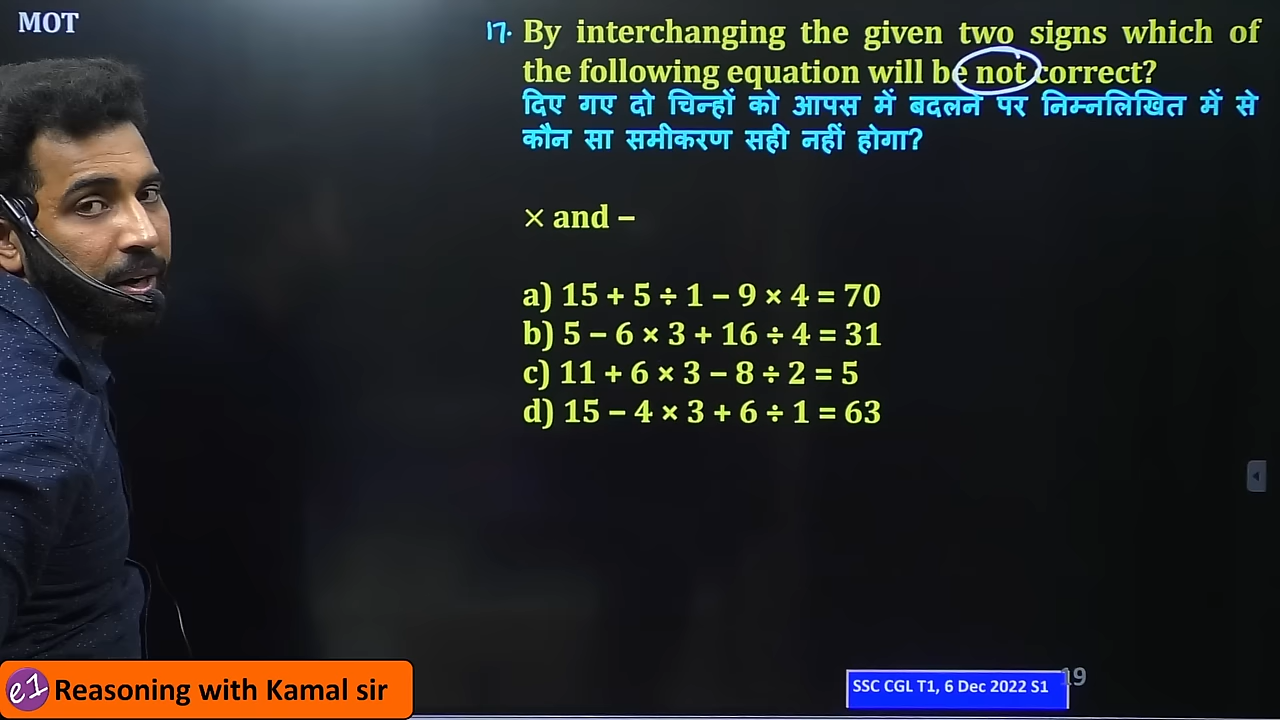 MOT
17. By interchanging the given two signs which of
the following equation will be not correct?
दिए गए दो चिन्हों को आपस में बदलने पर निम्नलिखित में से
कौन सा समीकरण सही नहीं होगा?
× and −
a) 15 + 5 ÷ 1 − 9 × 4 = 70
b) 5 − 6 × 3 + 16 ÷ 4 = 31
c) 11 + 6 × 3 − 8 ÷ 2 = 5
d) 15 − 4 × 3 + 6 ÷ 1 = 63
e1 Reasoning with Kamal sir
SSC CGL T1, 6 Dec 2022 S1
19